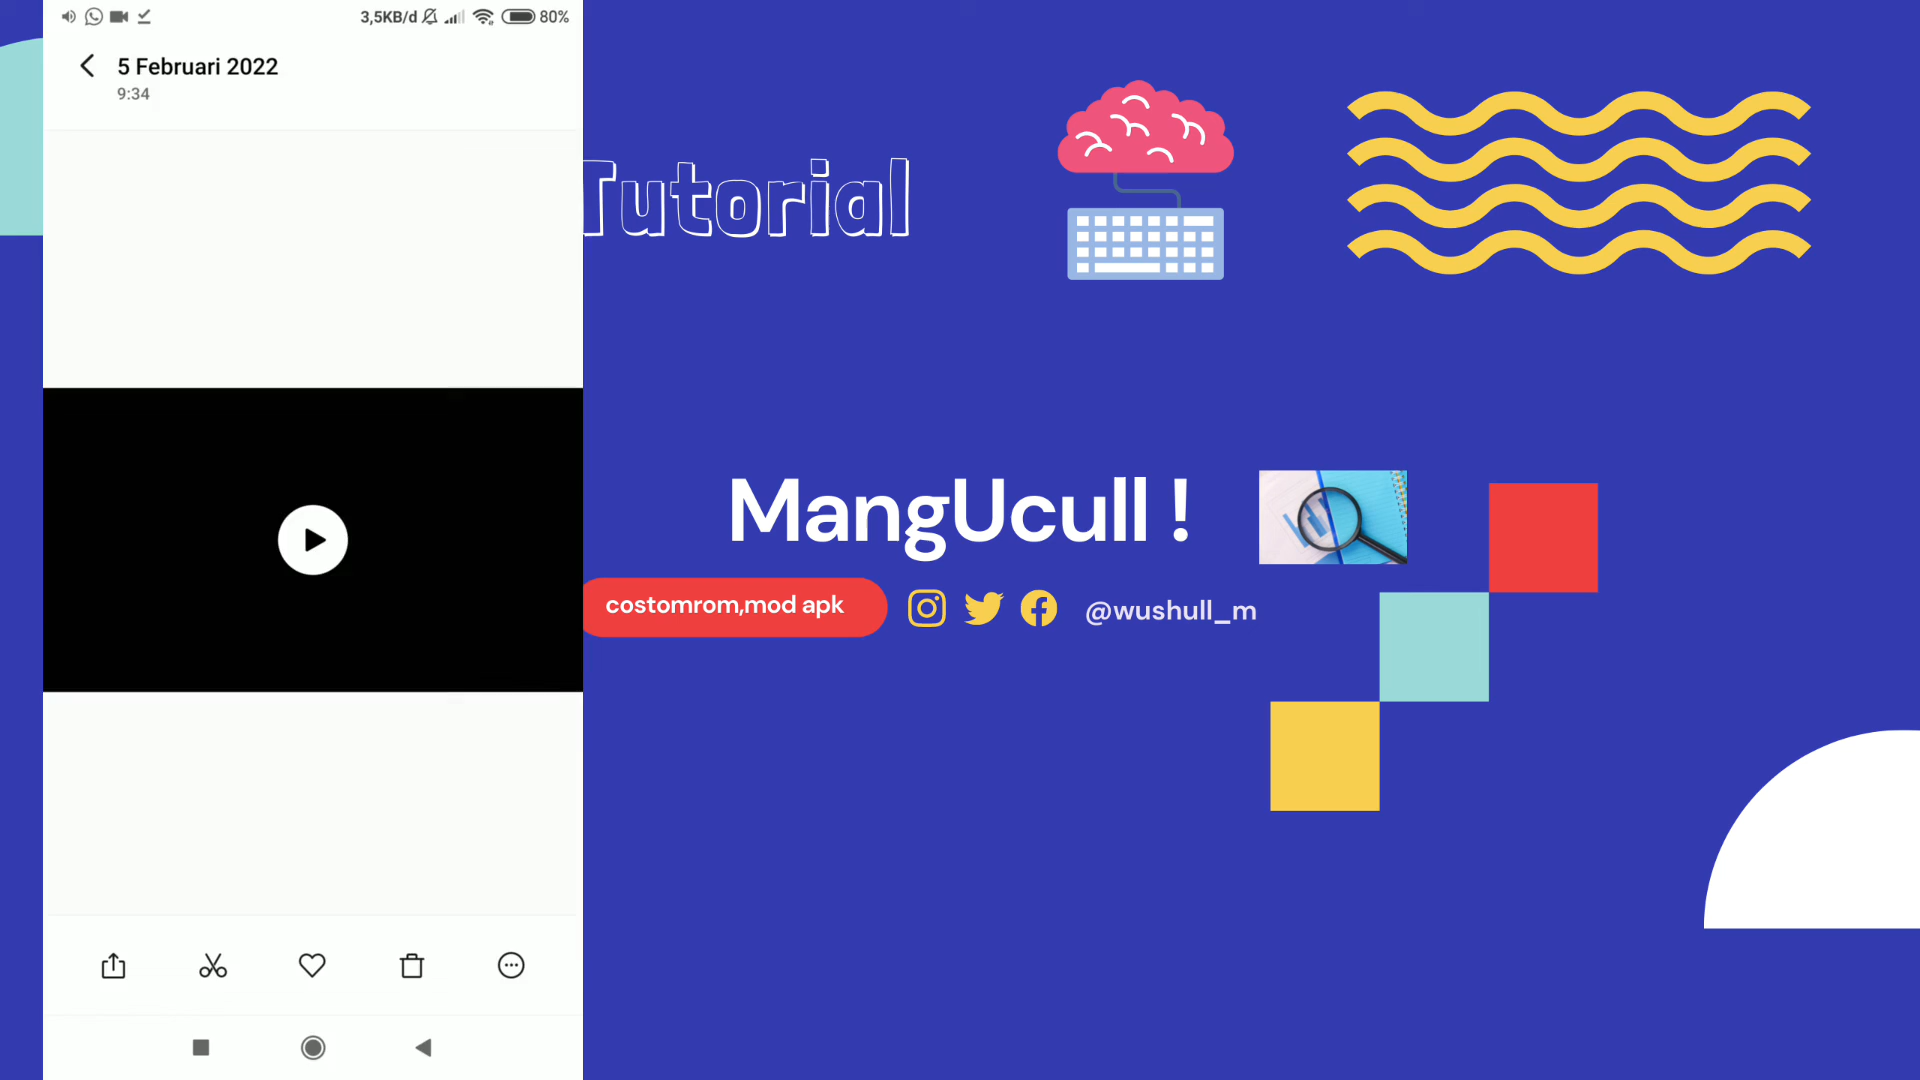 3,5KB/d 80%
5 Februari 2022
9:34
Tutorial
MangUcull !
costomrom,mod apk
@wushull_m